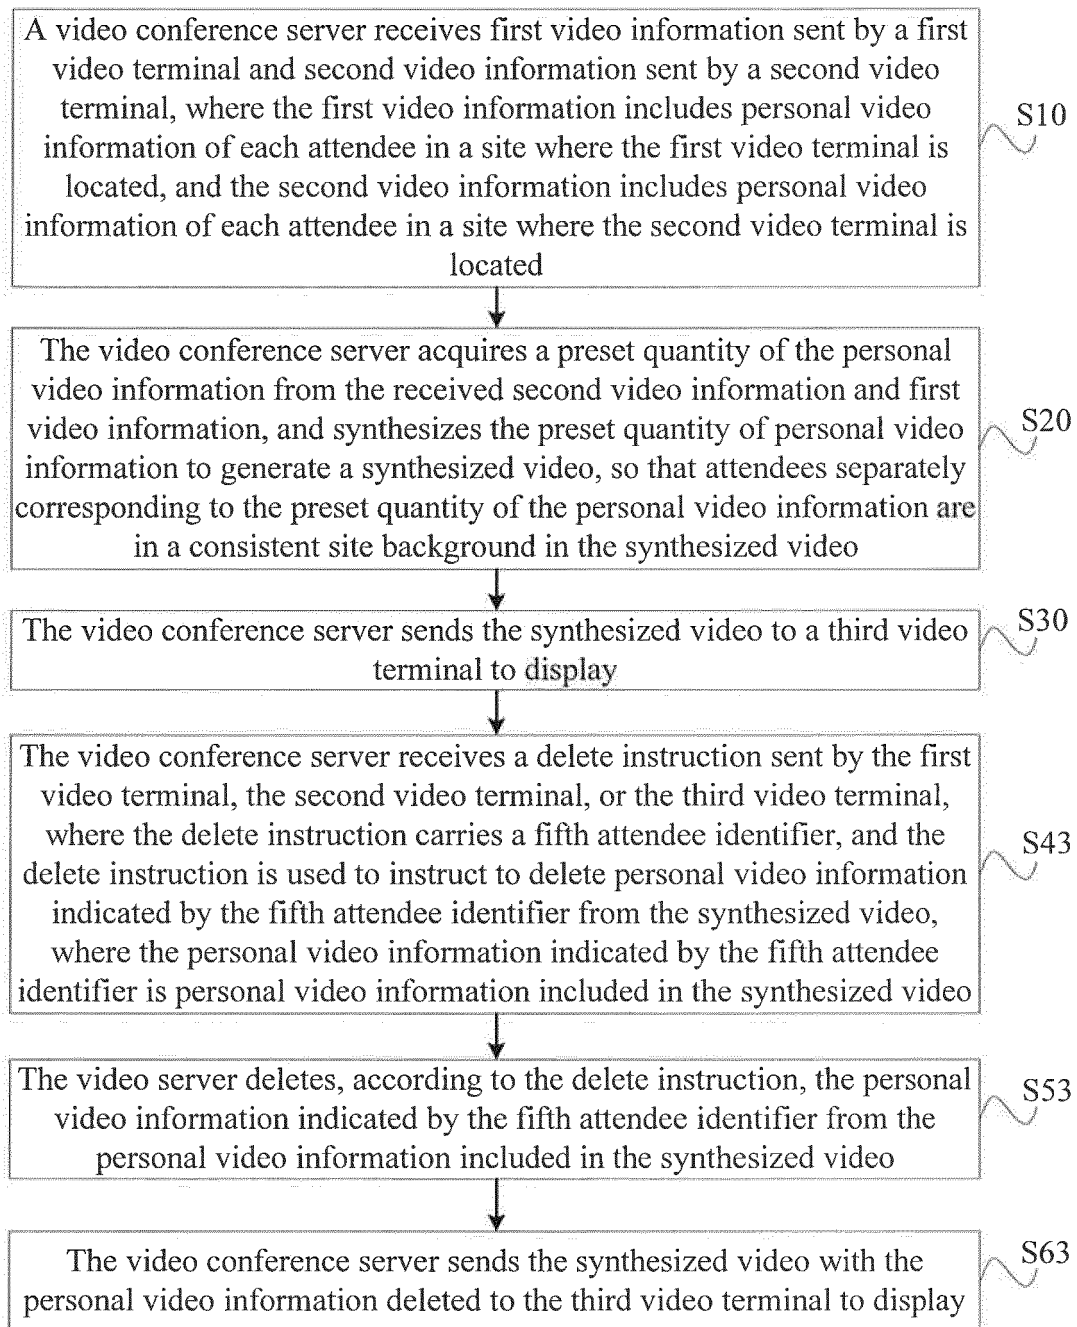 A video conference server receives first video information sent by a first
video terminal and second video information sent by a second video
terminal, where the first video information includes personal video
information of each attendee in a site where the first video terminal is
located, and the second video information includes personal video
information of each attendee in a site where the second video terminal is
located
S10
The video conference server acquires a preset quantity of the personal
video information from the received second video information and first
video information, and synthesizes the preset quantity of personal video
information to generate a synthesized video, so that attendees separately
corresponding to the preset quantity of the personal video information are
in a consistent site background in the synthesized video
S20
The video conference server sends the synthesized video to a third video
terminal to display
S30
The video conference server receives a delete instruction sent by the first
video terminal, the second video terminal, or the third video terminal,
where the delete instruction carries a fifth attendee identifier, and the
delete instruction is used to instruct to delete personal video information
indicated by the fifth attendee identifier from the synthesized video,
where the personal video information indicated by the fifth attendee
identifier is personal video information included in the synthesized video
S43
The video server deletes, according to the delete instruction, the personal
video information indicated by the fifth attendee identifier from the
personal video information included in the synthesized video
S53
The video conference server sends the synthesized video with the
personal video information deleted to the third video terminal to display
S63